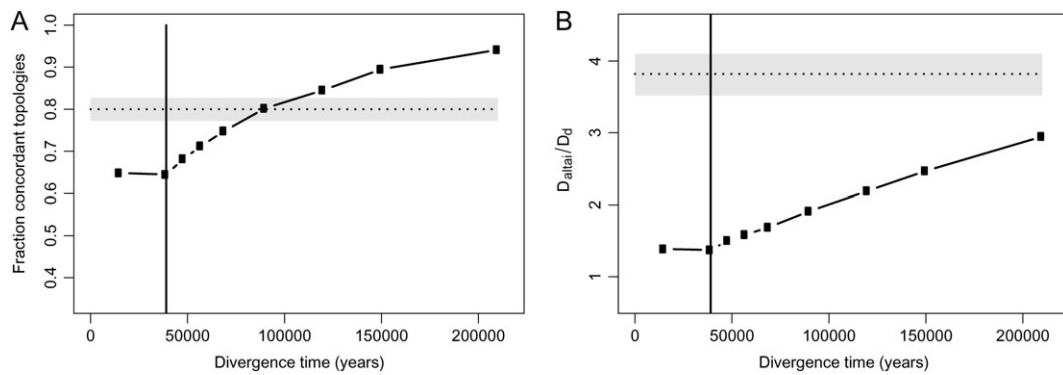 A
Fraction concordant topologies
1.0
0.9
0.8
0.7
0.6
0.5
0.4
0 50000 100000 150000 200000
Divergence time (years)
B
Daltai/Dd
4
3
2
1
0 50000 100000 150000 200000
Divergence time (years)